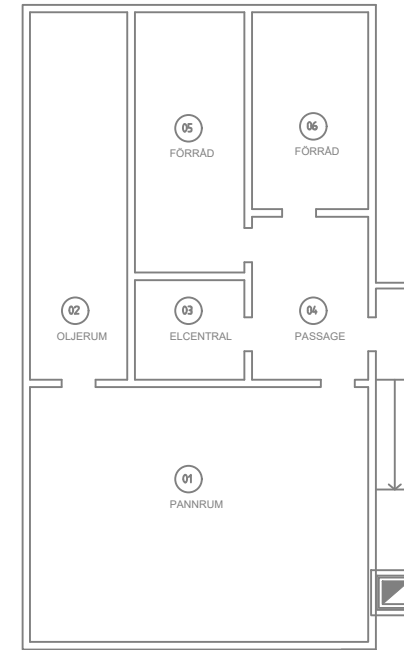 05
FÖRRÅD
06
FÖRRÅD
02
OLJERUM
03
ELCENTRAL
04
PASSAGE
01
PANNRUM